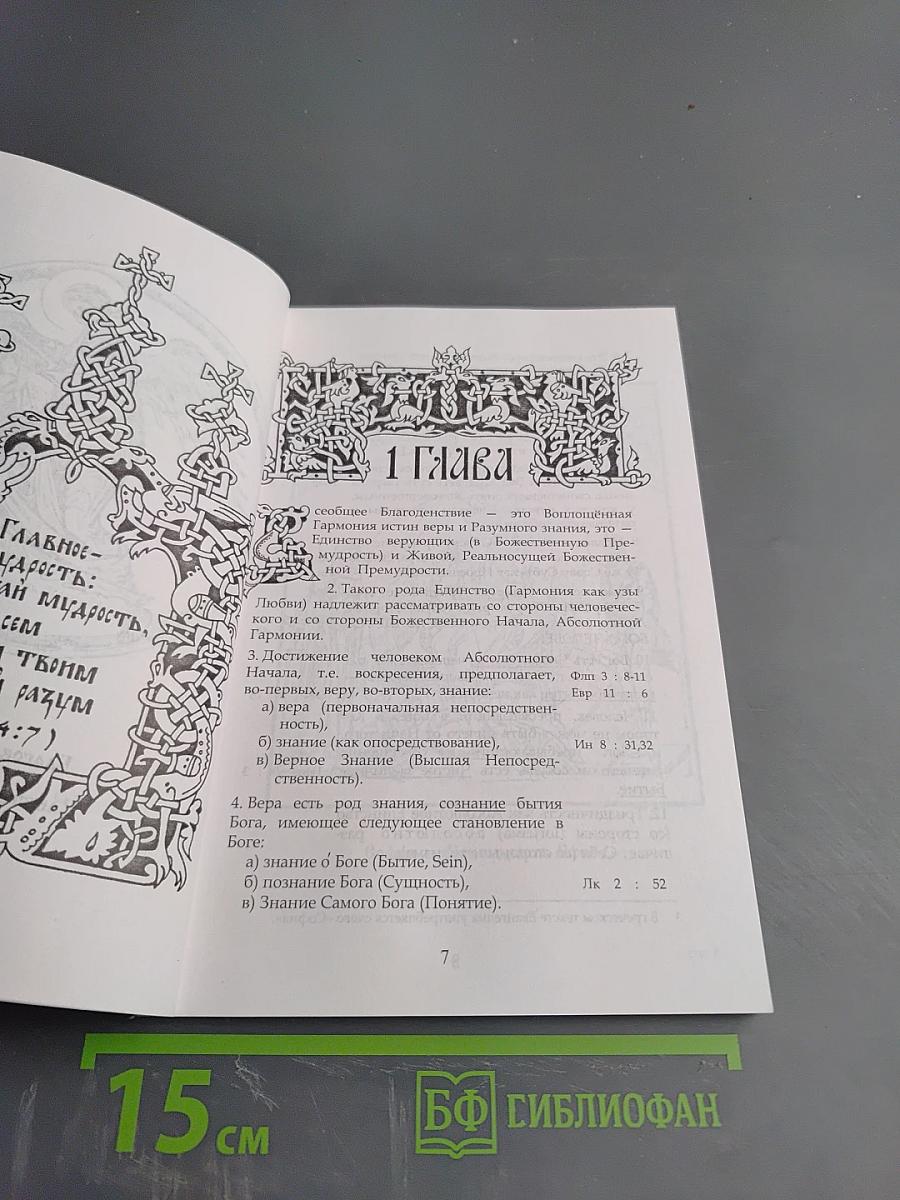 Главное-
удрость:
ай мудрость,
сем
твоим
разум
4:7)
1 ГЛАВА
Всеобщее Благоденствие — это Воплощённая
Гармония истин веры и Разумного знания, это —
Единство верующих (в Божественную Пре-
мудрость) и Живой, Реальносущей Божествен-
ной Премудрости.
2. Такого рода Единство (Гармония как узы
Любви) надлежит рассматривать со стороны человечес-
кого и со стороны Божественного Начала, Абсолютной
Гармонии.
3. Достижение человеком Абсолютного
Начала, т.е. воскресения, предполагает, Флп 3 : 8-11
во-первых, веру, во-вторых, знание: Евр 11 : 6
а) вера (первоначальная непосредствен-
ность),
б) знание (как опосредствование), Ин 8 : 31,32
в) Верное Знание (Высшая Непосред-
ственность).
4. Вера есть род знания, сознание бытия
Бога, имеющее следующее становление в
Боге:
а) знание о́ Боге (Бытие, Sein),
б) познание Бога (Сущность), Лк 2 : 52
в) Знание Самого Бога (Понятие).
7
15 см
БФ БИБЛИОФАН